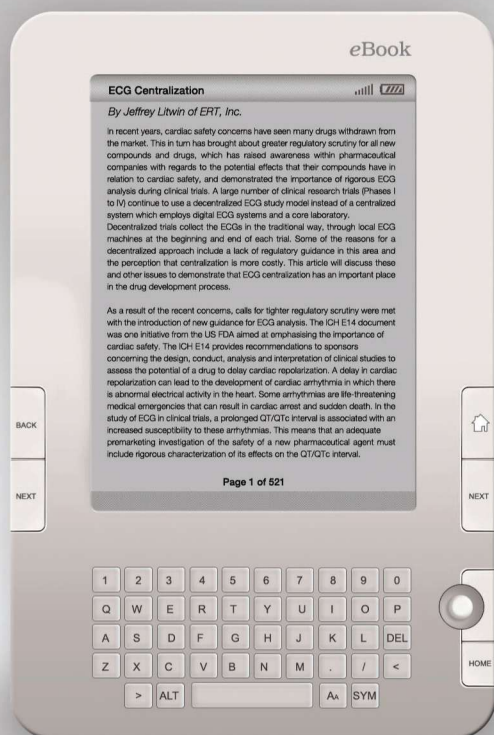 eBook
ECG Centralization
By Jeffrey Litwin of ERT, Inc.
In recent years, cardiac safety concerns have seen many drugs withdrawn from
the market. This in turn has brought about greater regulatory scrutiny for all new
compounds and drugs, which has raised awareness within pharmaceutical
companies with regards to the potential effects that their compounds have in
relation to cardiac safety, and demonstrated the importance of rigorous ECG
analysis during clinical trials. A large number of clinical research trials (Phases I
to IV) continue to use a decentralized ECG study model instead of a centralized
system which employs digital ECG systems and a core laboratory.
Decentralized trials collect the ECGs in the traditional way, through local ECG
machines at the beginning and end of each trial. Some of the reasons for a
decentralized approach include a lack of regulatory guidance in this area and
the perception that centralization is more costly. This article will discuss these
and other issues to demonstrate that ECG centralization has an important place
in the drug development process.
As a result of the recent concerns, calls for tighter regulatory scrutiny were met
with the introduction of new guidance for ECG analysis. The ICH E14 document
was one initiative from the US FDA aimed at emphasising the importance of
cardiac safety. The ICH E14 provides recommendations to sponsors
concerning the design, conduct, analysis and interpretation of clinical studies to
assess the potential of a drug to delay cardiac repolarization. A delay in cardiac
repolarization can lead to the development of cardiac arrhythmia in which there
is abnormal electrical activity in the heart. Some arrhythmias are life-threatening
medical emergencies that can result in cardiac arrest and sudden death. In the
study of ECG in clinical trials, a prolonged QT/QTc interval is associated with an
increased susceptibility to these arrhythmias. This means that an adequate
premarketing investigation of the safety of a new pharmaceutical agent must
include rigorous characterization of its effects on the QT/QTc interval.
Page 1 of 521
BACK
NEXT
NEXT
HOME
1 2 3 4 5 6 7 8 9 0
Q W E R T Y U I O P
A S D F G H J K L DEL
Z X C V B N M . / <
> ALT AA SYM